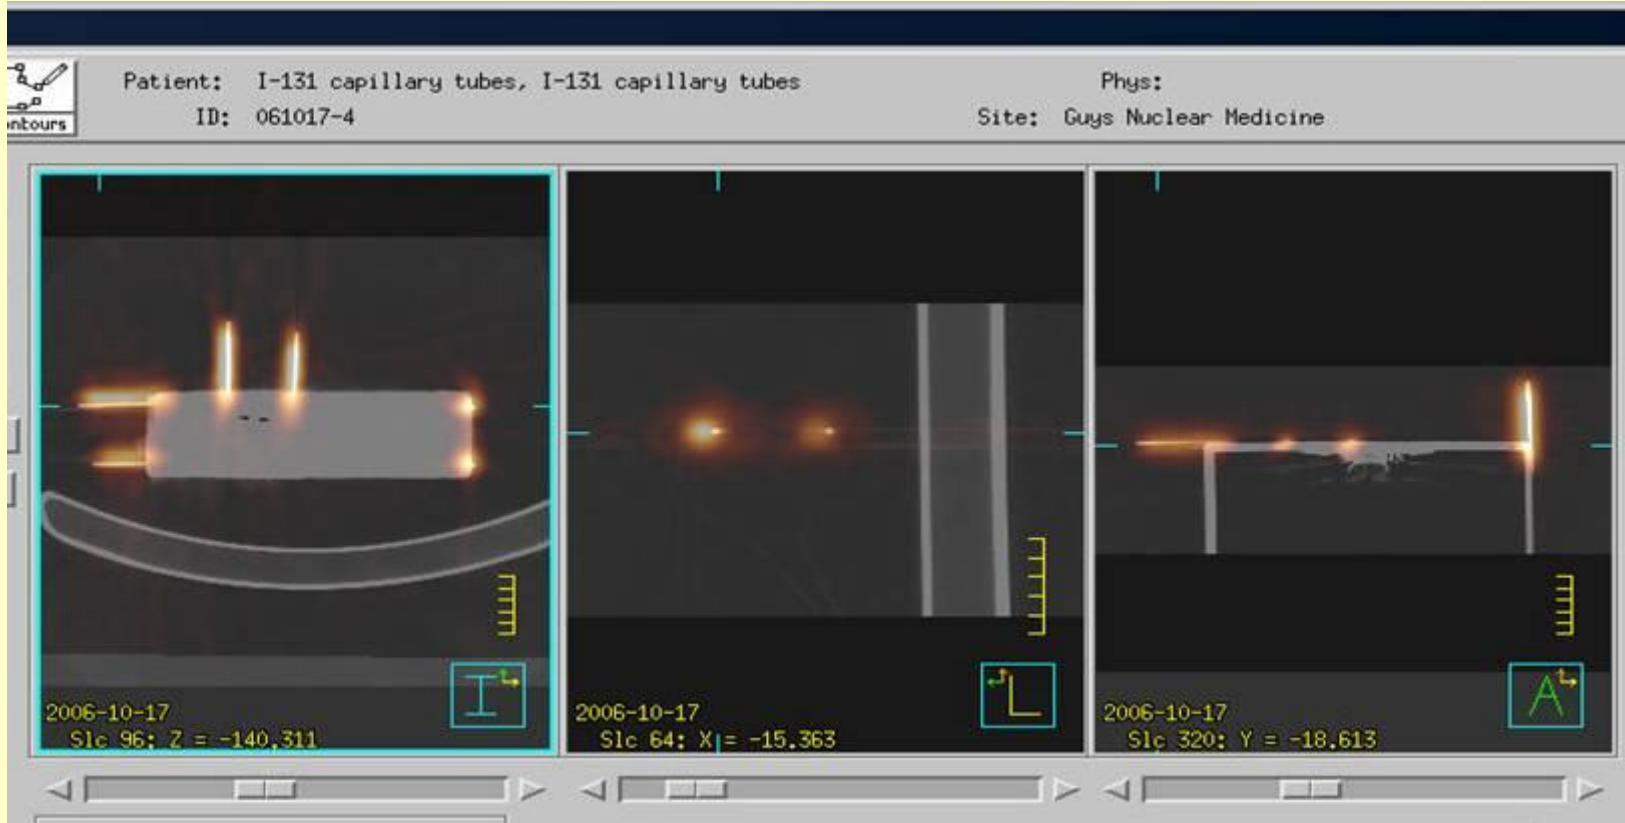 Patient: I-131 capillary tubes, I-131 capillary tubes Phys:
ID: 061017-4 Site: Guys Nuclear Medicine
ontours
I
L
A
2006-10-17
Slc 96: Z = -140.311
2006-10-17
Slc 64: X = -15.363
2006-10-17
Slc 320: Y = -18.613